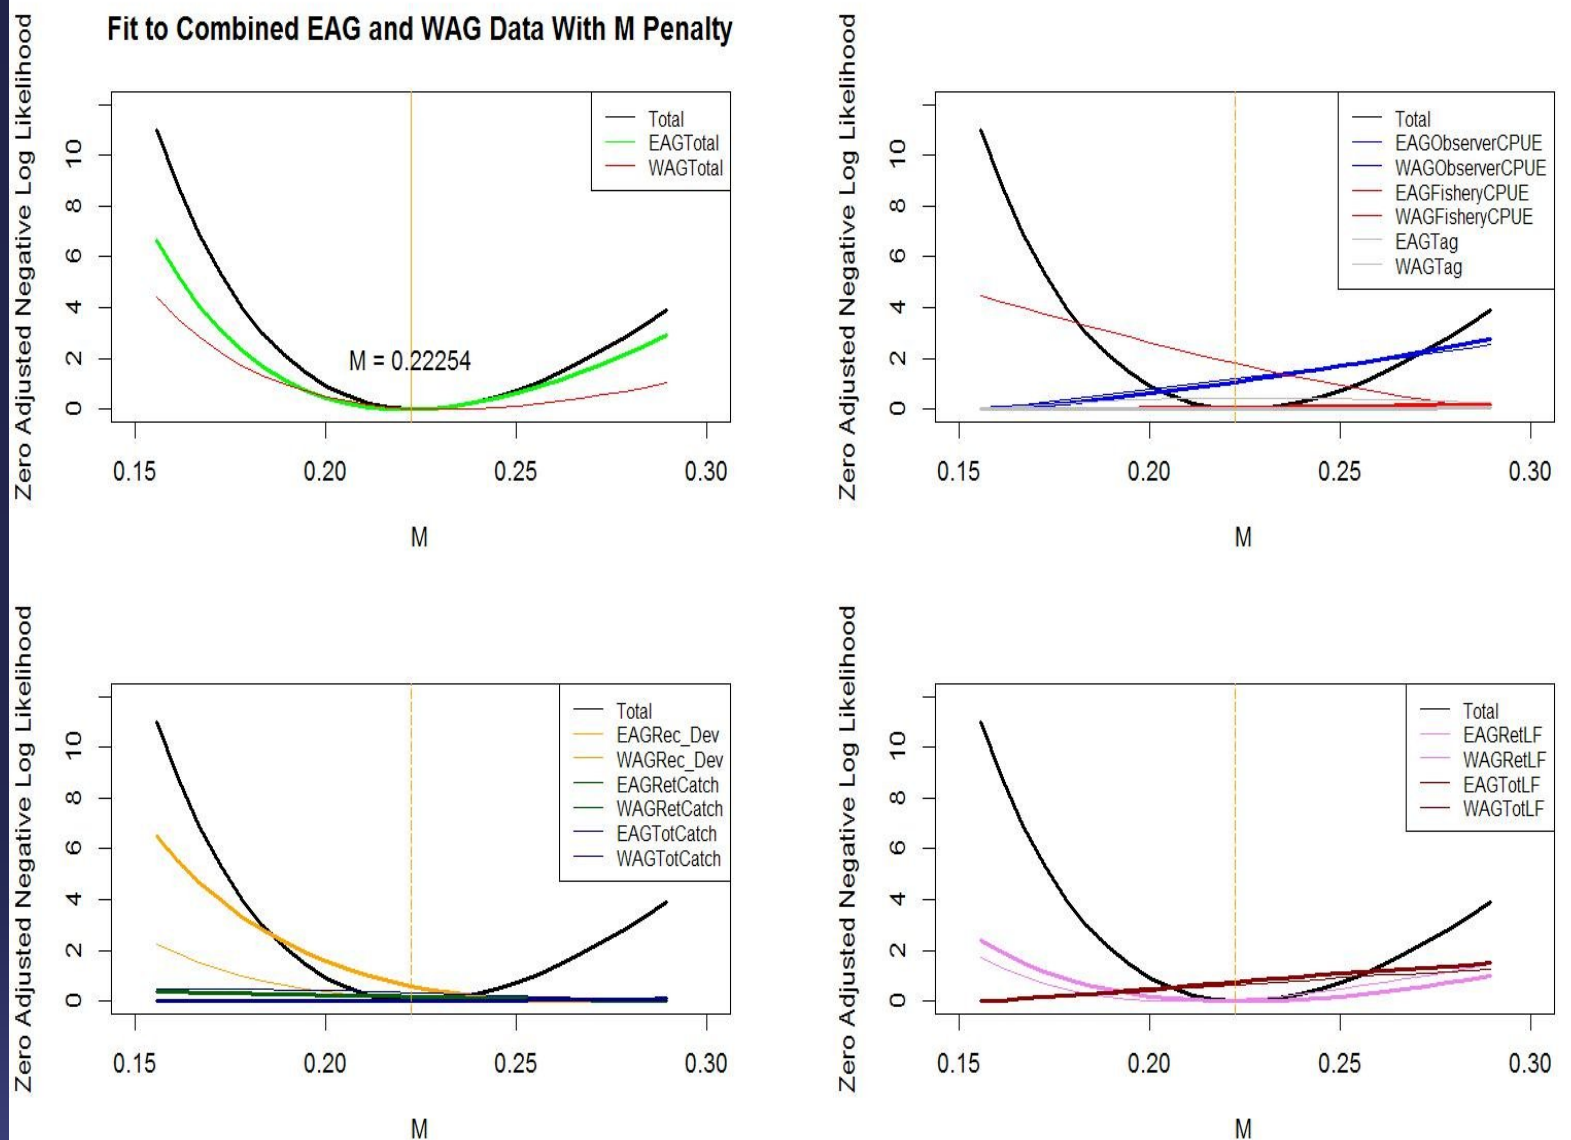 Fit to Combined EAG and WAG Data With M Penalty
Zero Adjusted Negative Log Likelihood
0 2 4 6 8 10
Total
EAGTotal
WAGTotal
M = 0.22254
0.15 0.20 0.25 0.30
M
Zero Adjusted Negative Log Likelihood
0 2 4 6 8 10
Total
EAGObserverCPUE
WAGObserverCPUE
EAGFisheryCPUE
WAGFisheryCPUE
EAGTag
WAGTag
0.15 0.20 0.25 0.30
M
Zero Adjusted Negative Log Likelihood
0 2 4 6 8 10
Total
EAGRec_Dev
WAGRec_Dev
EAGRetCatch
WAGRetCatch
EAGTotCatch
WAGTotCatch
0.15 0.20 0.25 0.30
M
Zero Adjusted Negative Log Likelihood
0 2 4 6 8 10
Total
EAGRetLF
WAGRetLF
EAGTotLF
WAGTotLF
0.15 0.20 0.25 0.30
M